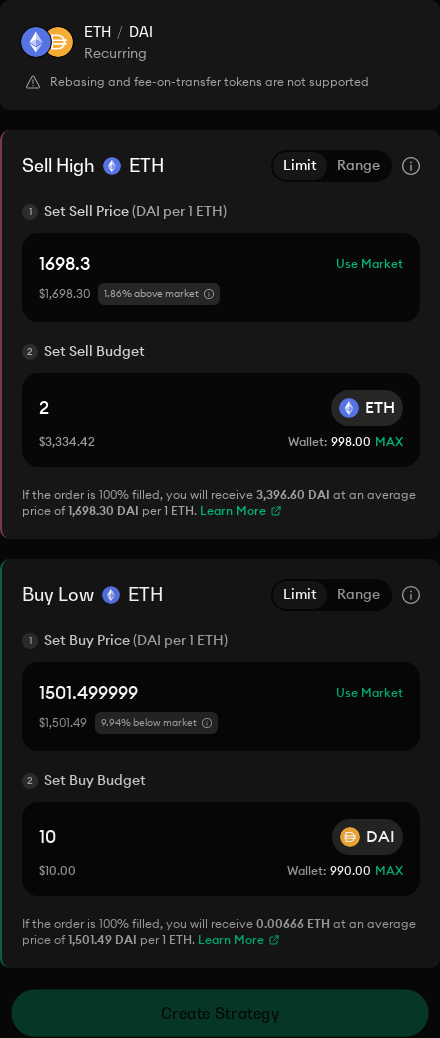 ETH / DAI
Recurring
Rebasing and fee-on-transfer tokens are not supported
Sell High ETH Limit Range
1 Set Sell Price (DAI per 1 ETH)
1698.3 Use Market
$1,698.30 1.86% above market
2 Set Sell Budget
2 ETH
$3,334.42 Wallet: 998.00 MAX
If the order is 100% filled, you will receive 3,396.60 DAI at an average
price of 1,698.30 DAI per 1 ETH. Learn More
Buy Low ETH Limit Range
1 Set Buy Price (DAI per 1 ETH)
1501.499999 Use Market
$1,501.49 9.94% below market
2 Set Buy Budget
10 DAI
$10.00 Wallet: 990.00 MAX
If the order is 100% filled, you will receive 0.00666 ETH at an average
price of 1,501.49 DAI per 1 ETH. Learn More
Create Strategy